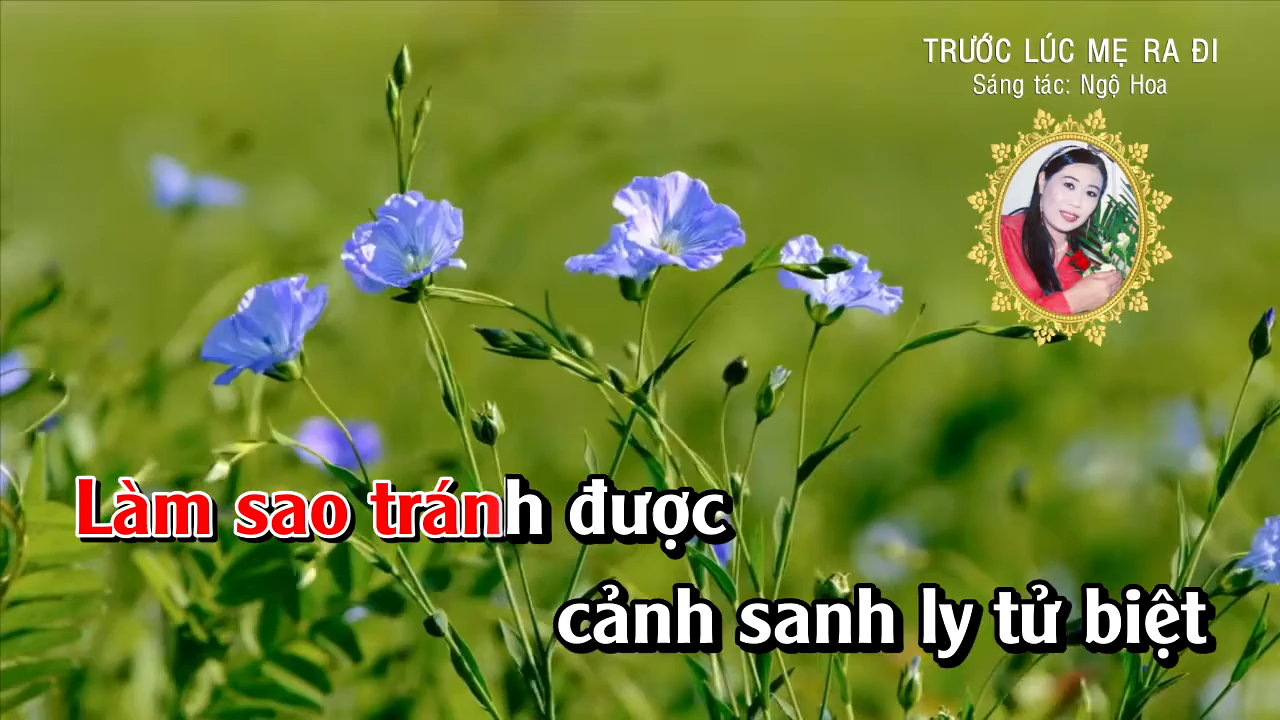 TRƯỚC LÚC MẸ RA ĐI
Sáng tác: Ngộ Hoa
Làm sao tránh được
cảnh sanh ly tử biệt